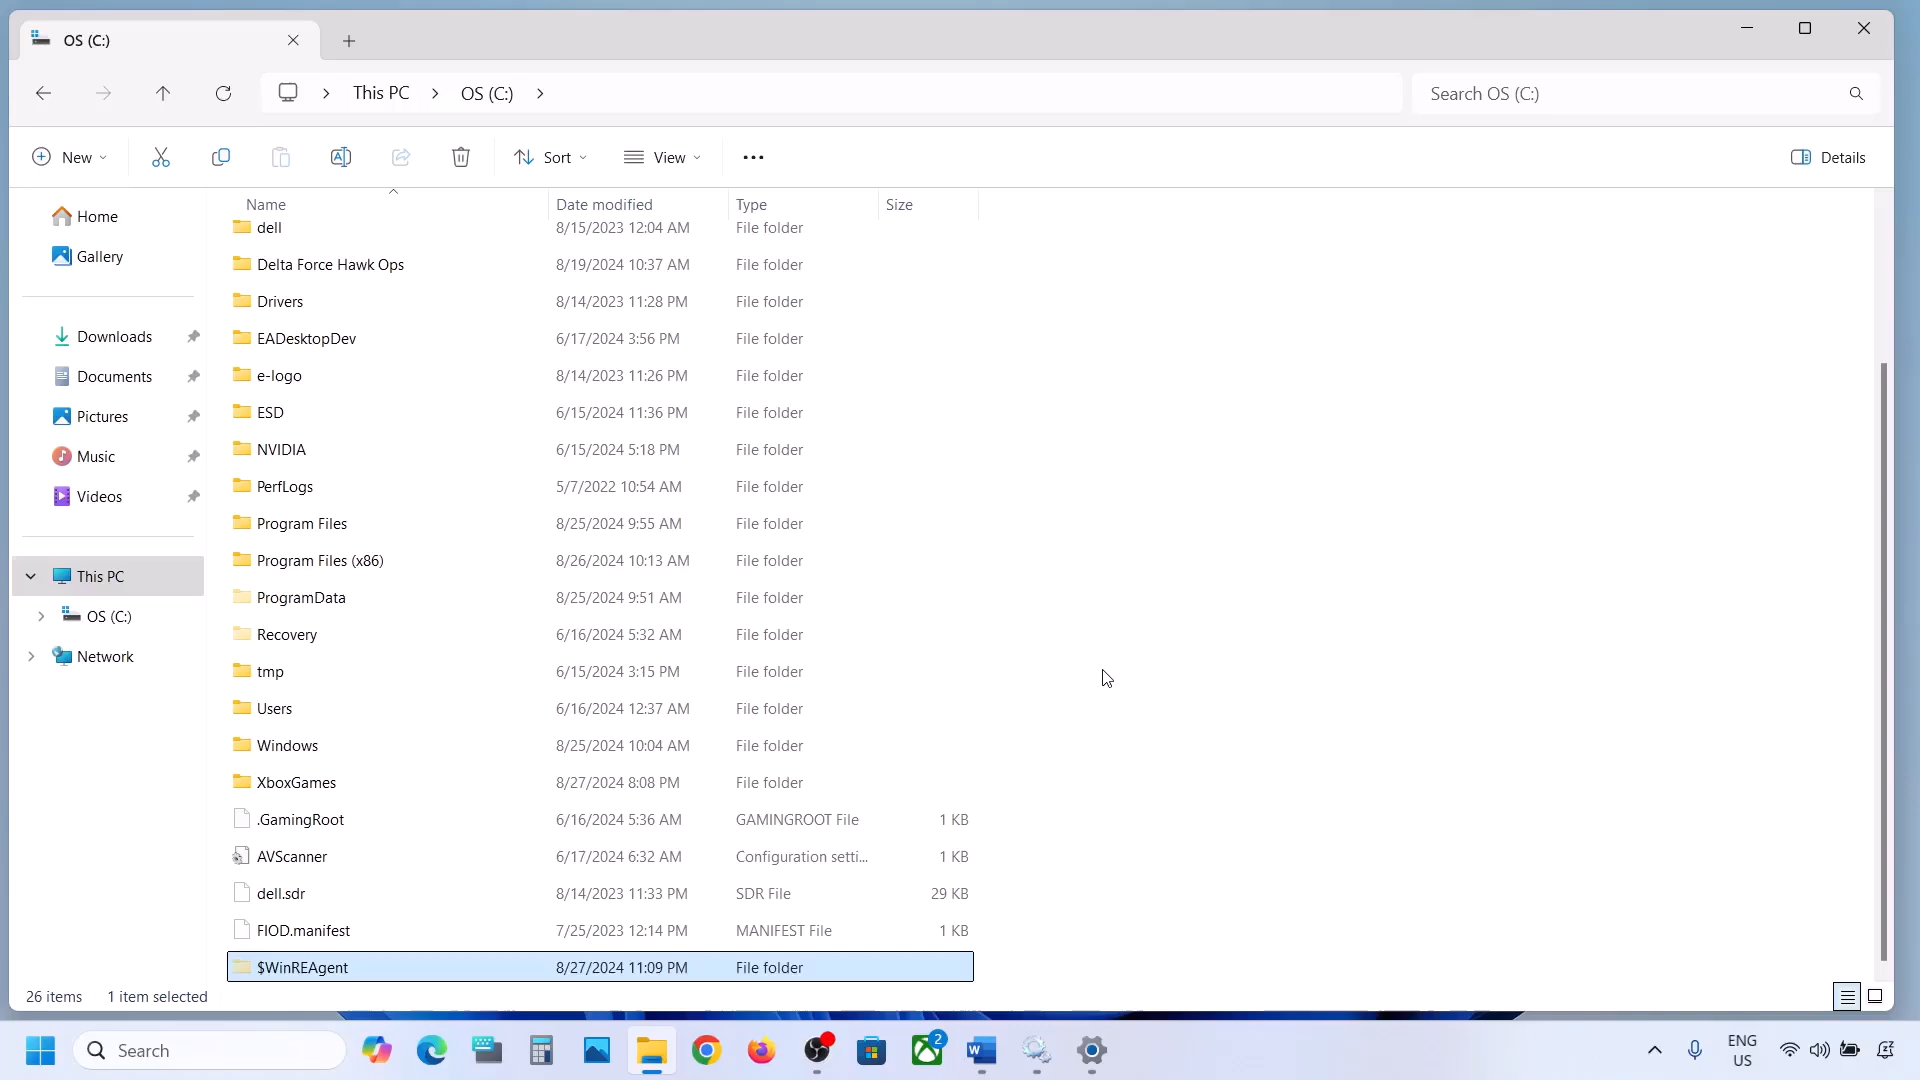 OS (C:)
This PC
OS (C:)
Search OS (C:)
New
Sort
View
Details
Name
Date modified
Type
Size
Home
Gallery
Downloads
Documents
Pictures
Music
Videos
This PC
OS (C:)
Network
dell 8/15/2023 12:04 AM File folder
Delta Force Hawk Ops 8/19/2024 10:37 AM File folder
Drivers 8/14/2023 11:28 PM File folder
EADesktopDev 6/17/2024 3:56 PM File folder
e-logo 8/14/2023 11:26 PM File folder
ESD 6/15/2024 11:36 PM File folder
NVIDIA 6/15/2024 5:18 PM File folder
PerfLogs 5/7/2022 10:54 AM File folder
Program Files 8/25/2024 9:55 AM File folder
Program Files (x86) 8/26/2024 10:13 AM File folder
ProgramData 8/25/2024 9:51 AM File folder
Recovery 6/16/2024 5:32 AM File folder
tmp 6/15/2024 3:15 PM File folder
Users 6/16/2024 12:37 AM File folder
Windows 8/25/2024 10:04 AM File folder
XboxGames 8/27/2024 8:08 PM File folder
.GamingRoot 6/16/2024 5:36 AM GAMINGROOT File 1 KB
AVScanner 6/17/2024 6:32 AM Configuration setti... 1 KB
dell.sdr 8/14/2023 11:33 PM SDR File 29 KB
FIOD.manifest 7/25/2023 12:14 PM MANIFEST File 1 KB
$WinREAgent 8/27/2024 11:09 PM File folder
26 items 1 item selected
Search
2
ENG
US